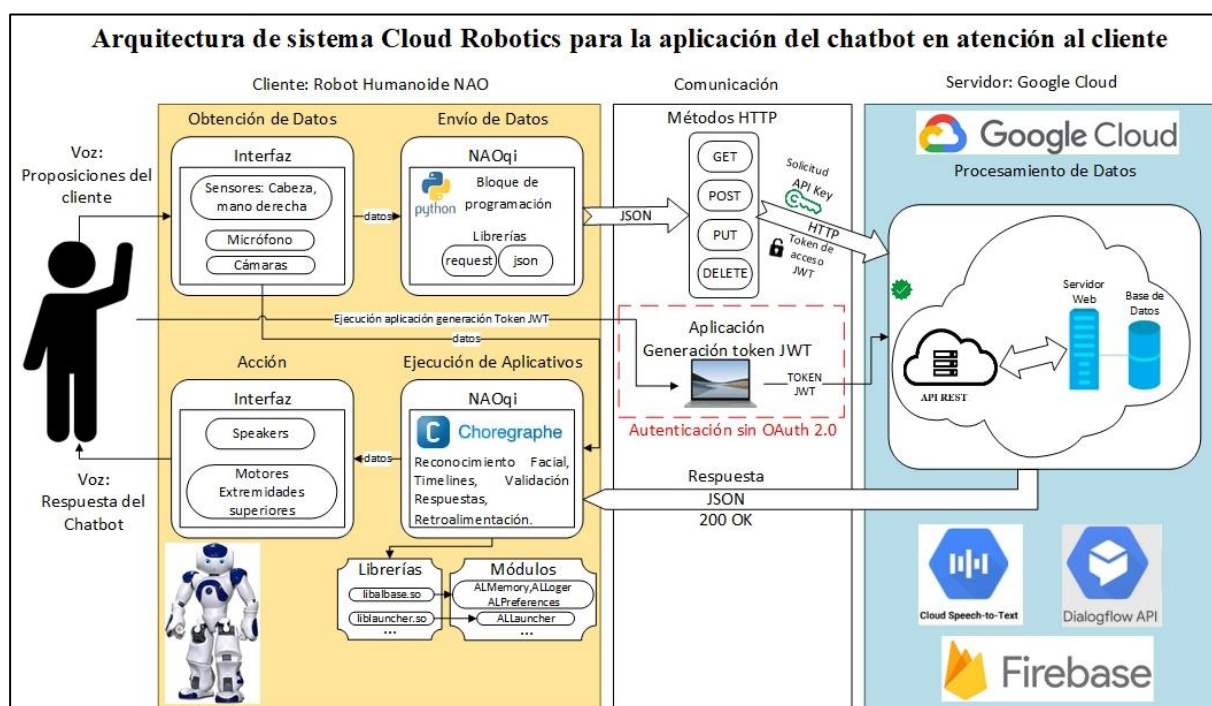 Arquitectura de sistema Cloud Robotics para la aplicación del chatbot en atención al cliente
Cliente: Robot Humanoide NAO
Comunicación
Servidor: Google Cloud
Voz:
Proposiciones del
cliente
Obtención de Datos
Interfaz
Sensores: Cabeza,
mano derecha
Micrófono
Cámaras
datos
Envío de Datos
NAOqi
python
Bloque de
programación
Librerías
request
json
JSON
Métodos HTTP
GET
POST
PUT
DELETE
Solicitud
API Key
HTTP
Token de
acceso
JWT
Google Cloud
Procesamiento de Datos
Servidor
Web
Base de
Datos
API REST
Ejecución aplicación generación Token JWT
datos
Aplicación
Generación token JWT
TOKEN
JWT
Autenticación sin OAuth 2.0
Acción
Interfaz
Speakers
Motores
Extremidades
superiores
datos
Ejecución de Aplicativos
NAOqi
C
Choregraphe
Reconocimiento Facial,
Timelines, Validación
Respuestas,
Retroalimentación.
Respuesta
JSON
200 OK
Voz:
Respuesta del
Chatbot
Librerías
libalbase.so
liblauncher.so
...
Módulos
ALMemory,ALLoger
ALPreferences
ALLauncher
...
Cloud Speech-to-Text
Dialogflow API
Firebase